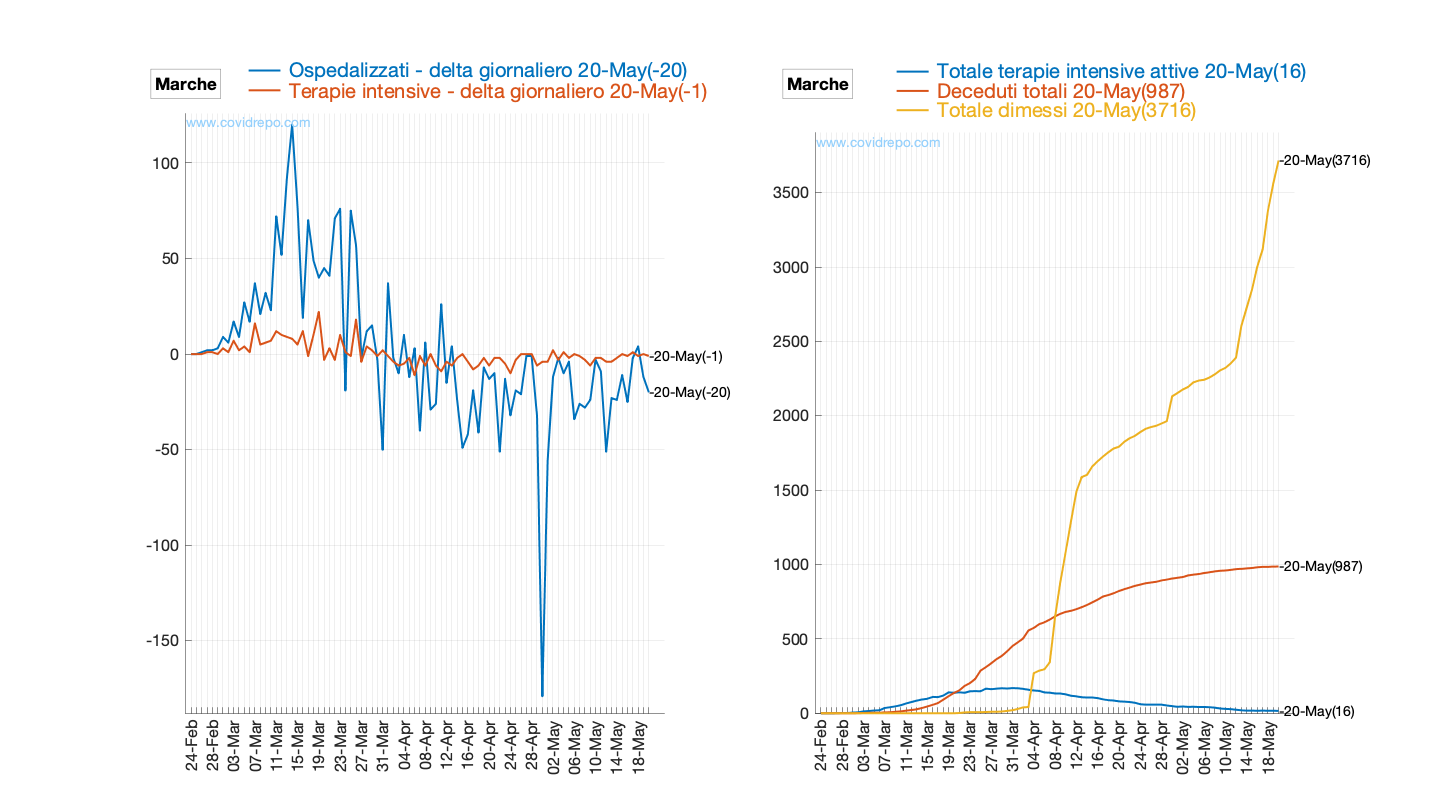 Marche
Ospedalizzati - delta giornaliero 20-May(-20)
Terapie intensive - delta giornaliero 20-May(-1)
www.covidrepo.com
100
50
0
-50
-100
-150
-20-May(-1)
-20-May(-20)
24-Feb
28-Feb
03-Mar
07-Mar
11-Mar
15-Mar
19-Mar
23-Mar
27-Mar
31-Mar
04-Apr
08-Apr
12-Apr
16-Apr
20-Apr
24-Apr
28-Apr
02-May
06-May
10-May
14-May
18-May
Marche
Totale terapie intensive attive 20-May(16)
Deceduti totali 20-May(987)
Totale dimessi 20-May(3716)
www.covidrepo.com
3500
3000
2500
2000
1500
1000
500
0
-20-May(3716)
-20-May(987)
-20-May(16)
24-Feb
28-Feb
03-Mar
07-Mar
11-Mar
15-Mar
19-Mar
23-Mar
27-Mar
31-Mar
04-Apr
08-Apr
12-Apr
16-Apr
20-Apr
24-Apr
28-Apr
02-May
06-May
10-May
14-May
18-May